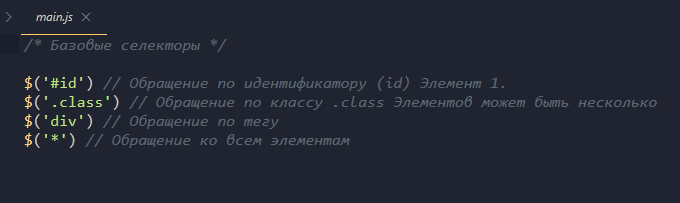 main.js
/* Базовые селекторы */
$('#id') // Обращение по идентификатору (id) Элемент 1.
$('.class') // Обращение по классу .class Элементов может быть несколько
$('div') // Обращение по тегу
$('*') // Обращение ко всем элементам